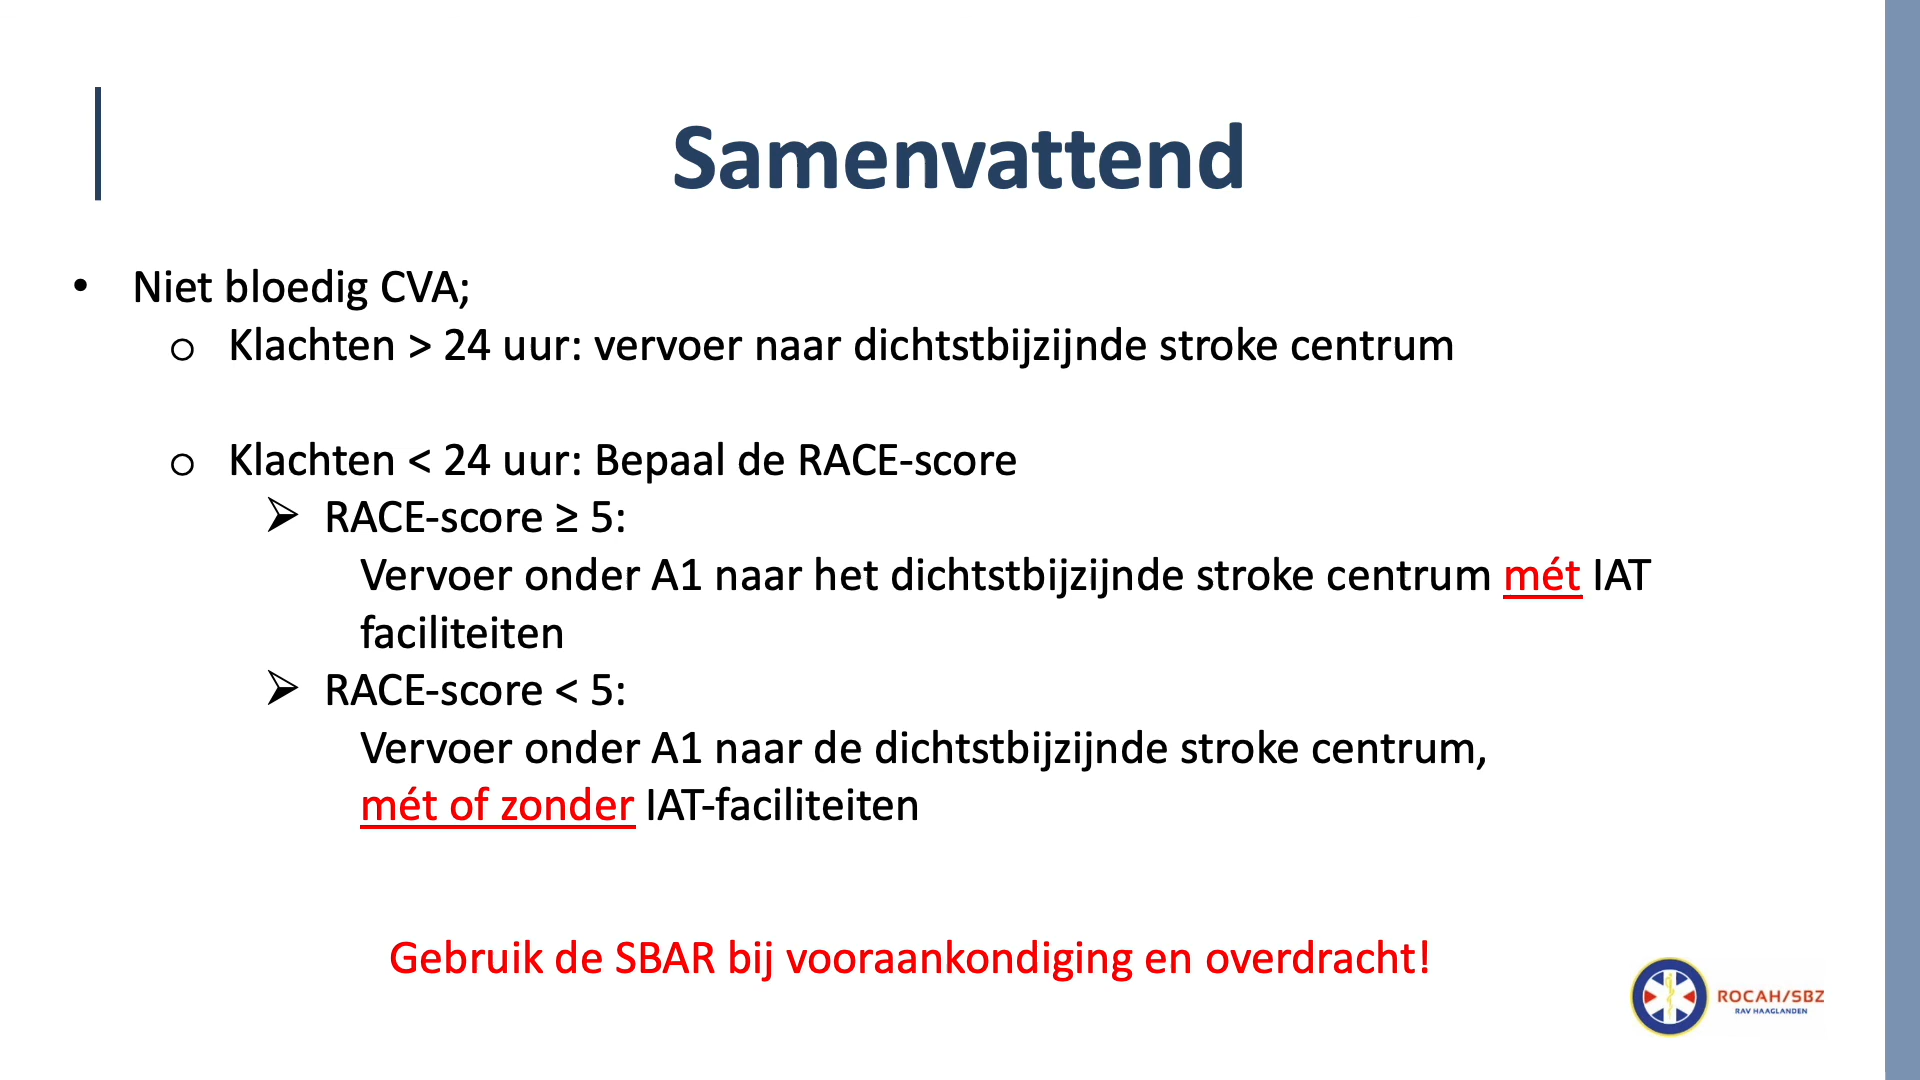 Samenvattend
• Niet bloedig CVA;
o Klachten > 24 uur: vervoer naar dichtstbijzijnde stroke centrum
o Klachten < 24 uur: Bepaal de RACE-score
➢ RACE-score ≥ 5:
Vervoer onder A1 naar het dichtstbijzijnde stroke centrum mét IAT
faciliteiten
➢ RACE-score < 5:
Vervoer onder A1 naar de dichtstbijzijnde stroke centrum,
mét of zonder IAT-faciliteiten
Gebruik de SBAR bij vooraankondiging en overdracht!
ROCAH/SBZ
RAV HAAGLANDEN